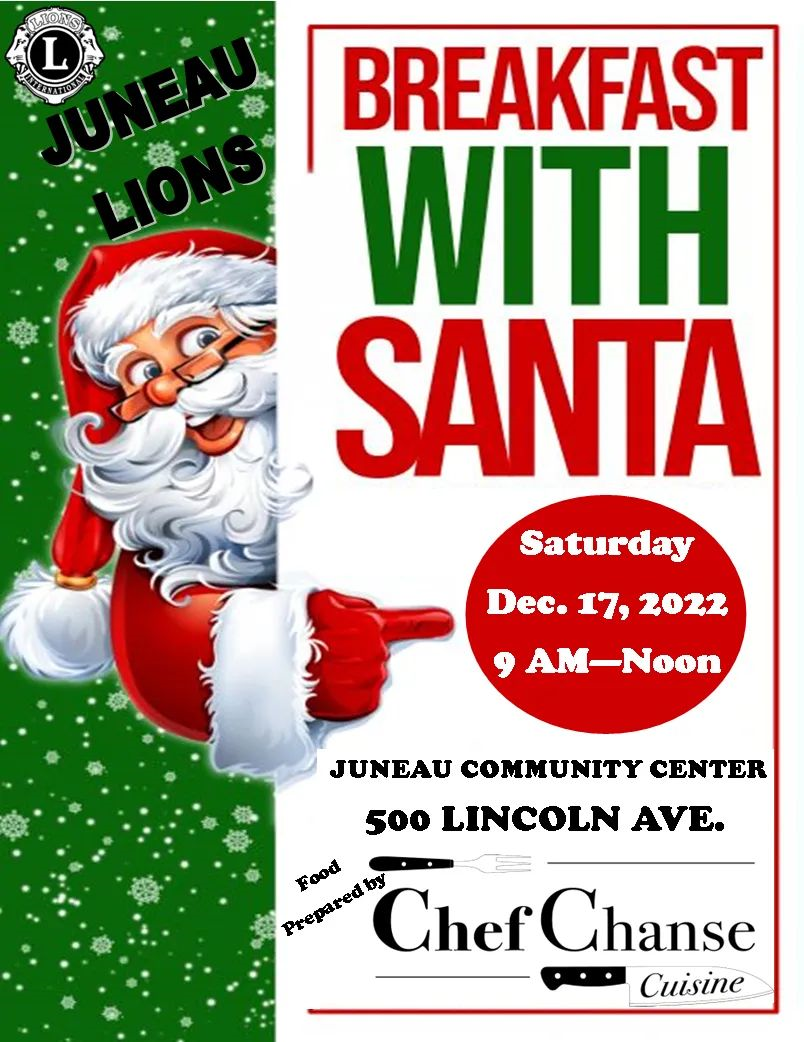 LIONS
L
INTERNATIONAL
JUNEAU
LIONS
BREAKFAST
WITH
SANTA
Saturday
Dec. 17, 2022
9 AM—Noon
JUNEAU COMMUNITY CENTER
500 LINCOLN AVE.
Food
Prepared by
Chef Chanse
Cuisine